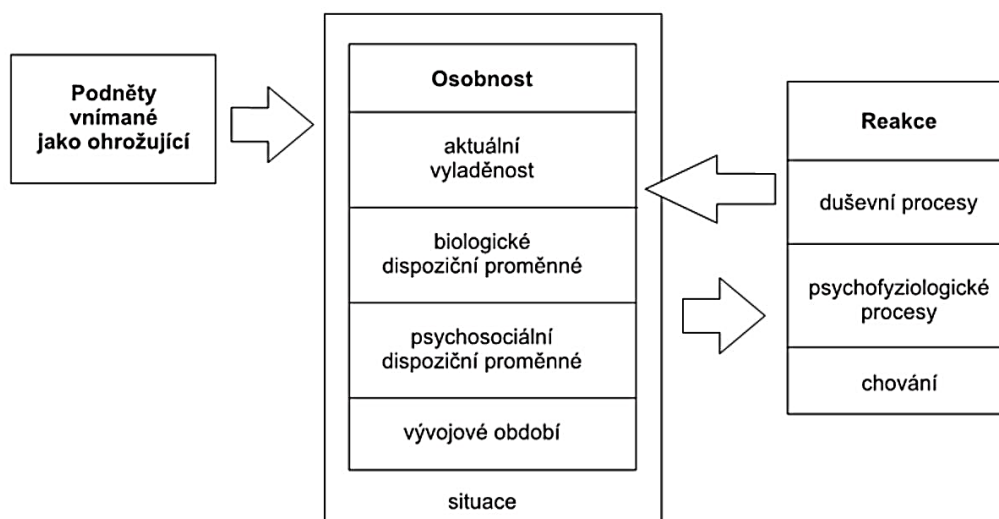 Podněty
vnímané
jako ohrožující
Osobnost
aktuální
vyladěnost
biologické
dispoziční proměnné
psychosociální
dispoziční proměnné
vývojové období
situace
Reakce
duševní procesy
psychofyziologické
procesy
chování